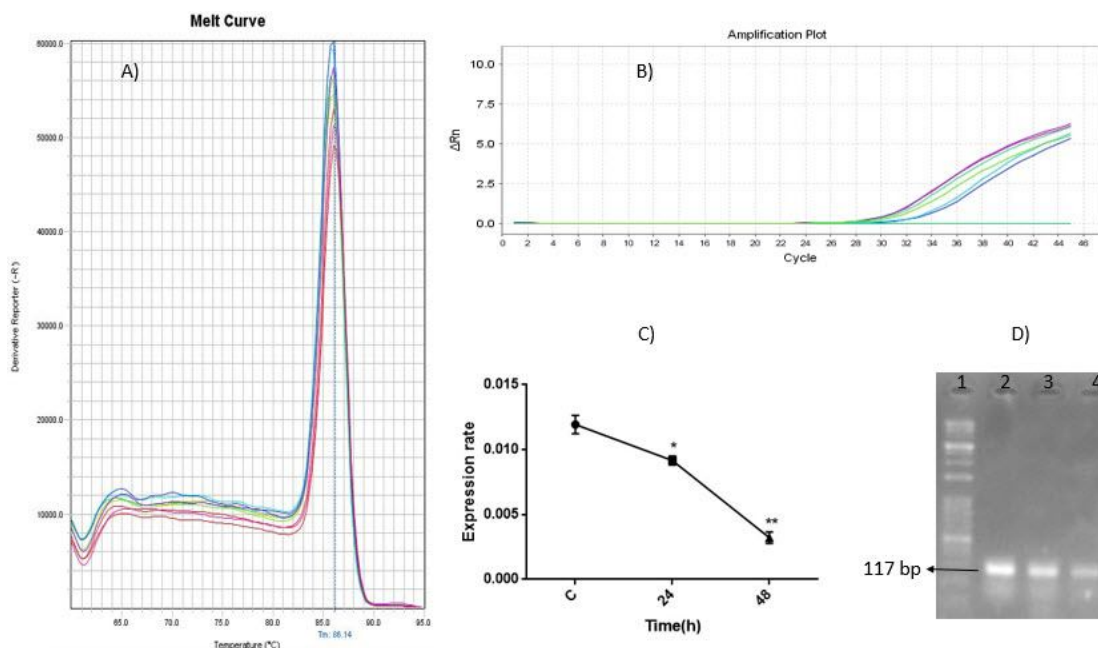 Melt Curve
A)
60000.0
50000.0
40000.0
30000.0
20000.0
10000.0
Derivative Reporter (-R')
65.0 70.0 75.0 80.0 85.0 90.0 95.0
Tm: 86.14
Temperature (°C)
Amplification Plot
B)
10.0
7.5
5.0
2.5
0.0
ΔRn
0 2 4 6 8 10 12 14 16 18 20 22 24 26 28 30 32 34 36 38 40 42 44 46
Cycle
C)
0.015
0.010
0.005
0.000
Expression rate
*
**
C 24 48
Time(h)
D)
1 2 3 4
117 bp